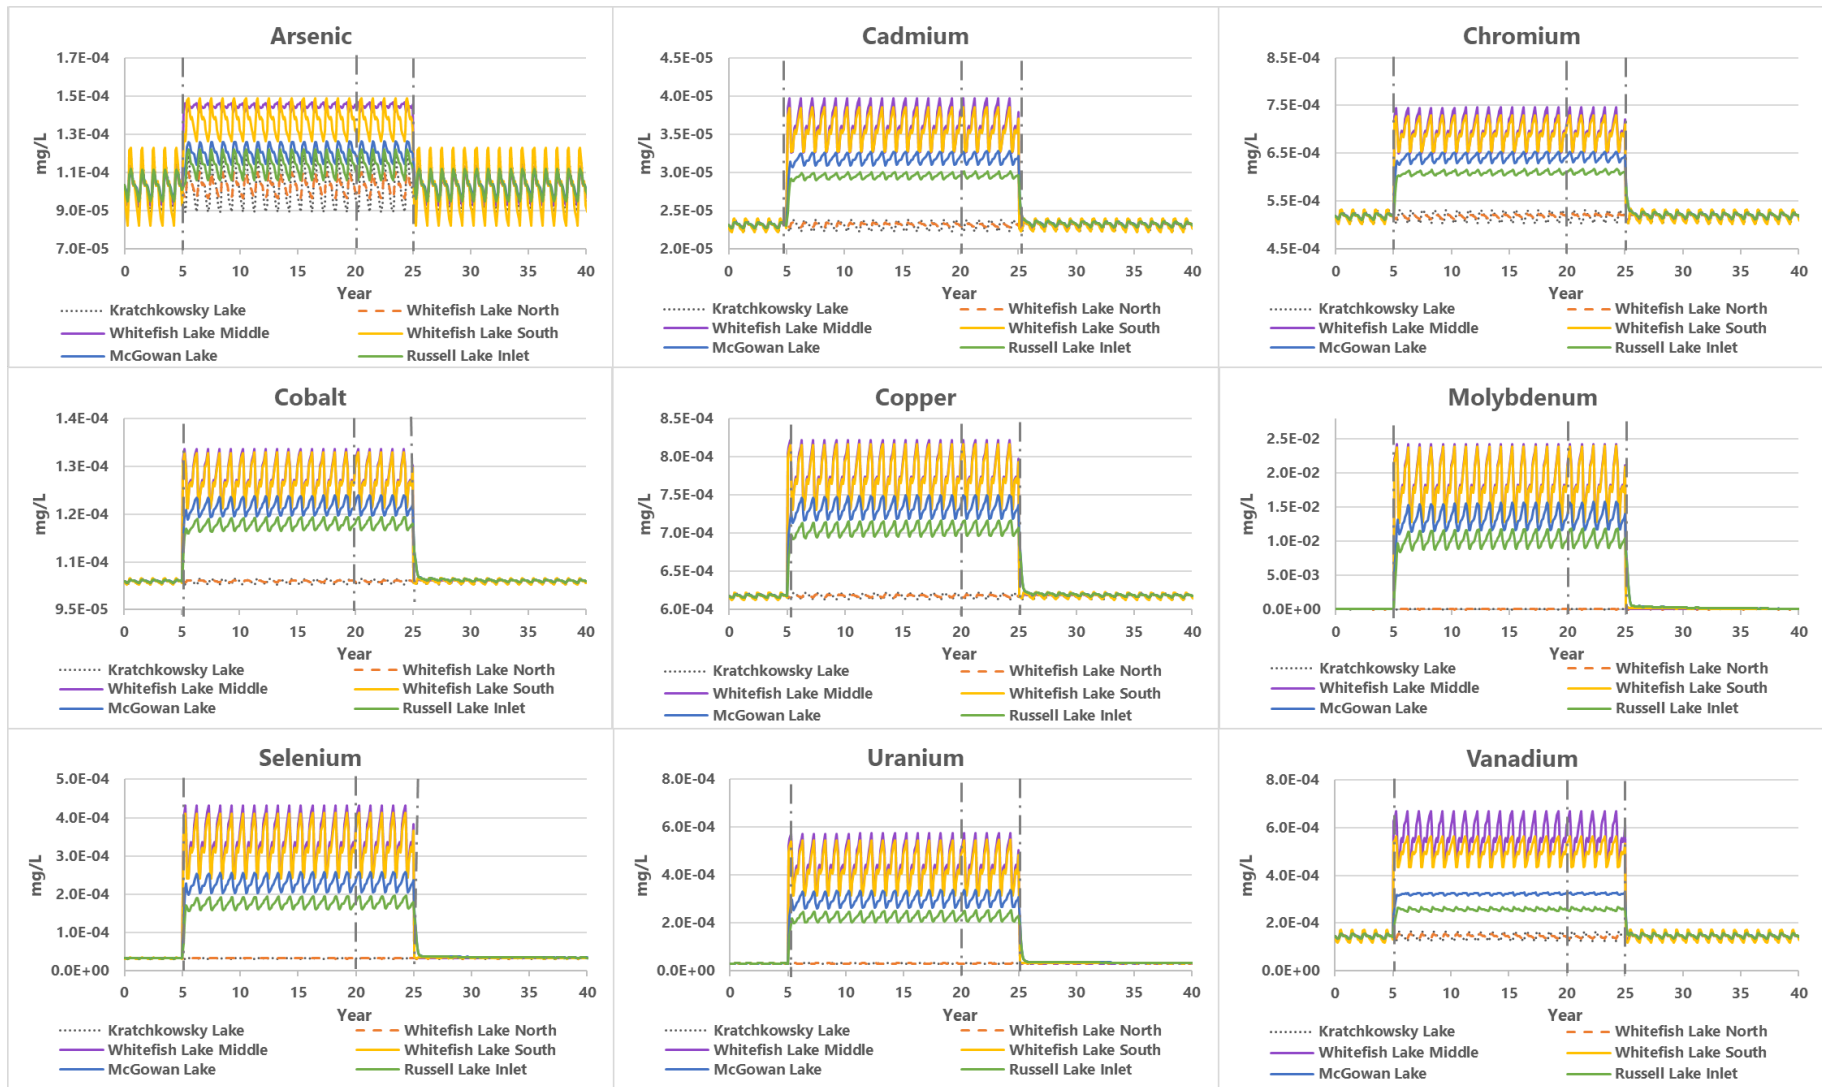 Arsenic
1.7E-04
1.5E-04
1.3E-04
1.1E-04
9.0E-05
7.0E-05
mg/L
0 5 10 15 20 25 30 35 40
Year
Kratchkowsky Lake Whitefish Lake North
Whitefish Lake Middle Whitefish Lake South
McGowan Lake Russell Lake Inlet
Cadmium
4.5E-05
4.0E-05
3.5E-05
3.0E-05
2.5E-05
2.0E-05
mg/L
0 5 10 15 20 25 30 35 40
Year
Kratchkowsky Lake Whitefish Lake North
Whitefish Lake Middle Whitefish Lake South
McGowan Lake Russell Lake Inlet
Chromium
8.5E-04
7.5E-04
6.5E-04
5.5E-04
4.5E-04
mg/L
0 5 10 15 20 25 30 35 40
Year
Kratchkowsky Lake Whitefish Lake North
Whitefish Lake Middle Whitefish Lake South
McGowan Lake Russell Lake Inlet
Cobalt
1.4E-04
1.3E-04
1.2E-04
1.1E-04
9.5E-05
mg/L
0 5 10 15 20 25 30 35 40
Year
Kratchkowsky Lake Whitefish Lake North
Whitefish Lake Middle Whitefish Lake South
McGowan Lake Russell Lake Inlet
Copper
8.5E-04
8.0E-04
7.5E-04
7.0E-04
6.5E-04
6.0E-04
mg/L
0 5 10 15 20 25 30 35 40
Year
Kratchkowsky Lake Whitefish Lake North
Whitefish Lake Middle Whitefish Lake South
McGowan Lake Russell Lake Inlet
Molybdenum
2.5E-02
2.0E-02
1.5E-02
1.0E-02
5.0E-03
0.0E+00
mg/L
0 5 10 15 20 25 30 35 40
Year
Kratchkowsky Lake Whitefish Lake North
Whitefish Lake Middle Whitefish Lake South
McGowan Lake Russell Lake Inlet
Selenium
5.0E-04
4.0E-04
3.0E-04
2.0E-04
1.0E-04
0.0E+00
mg/L
0 5 10 15 20 25 30 35 40
Year
Kratchkowsky Lake Whitefish Lake North
Whitefish Lake Middle Whitefish Lake South
McGowan Lake Russell Lake Inlet
Uranium
8.0E-04
6.0E-04
4.0E-04
2.0E-04
0.0E+00
mg/L
0 5 10 15 20 25 30 35 40
Year
Kratchkowsky Lake Whitefish Lake North
Whitefish Lake Middle Whitefish Lake South
McGowan Lake Russell Lake Inlet
Vanadium
8.0E-04
6.0E-04
4.0E-04
2.0E-04
0.0E+00
mg/L
0 5 10 15 20 25 30 35 40
Year
Kratchkowsky Lake Whitefish Lake North
Whitefish Lake Middle Whitefish Lake South
McGowan Lake Russell Lake Inlet